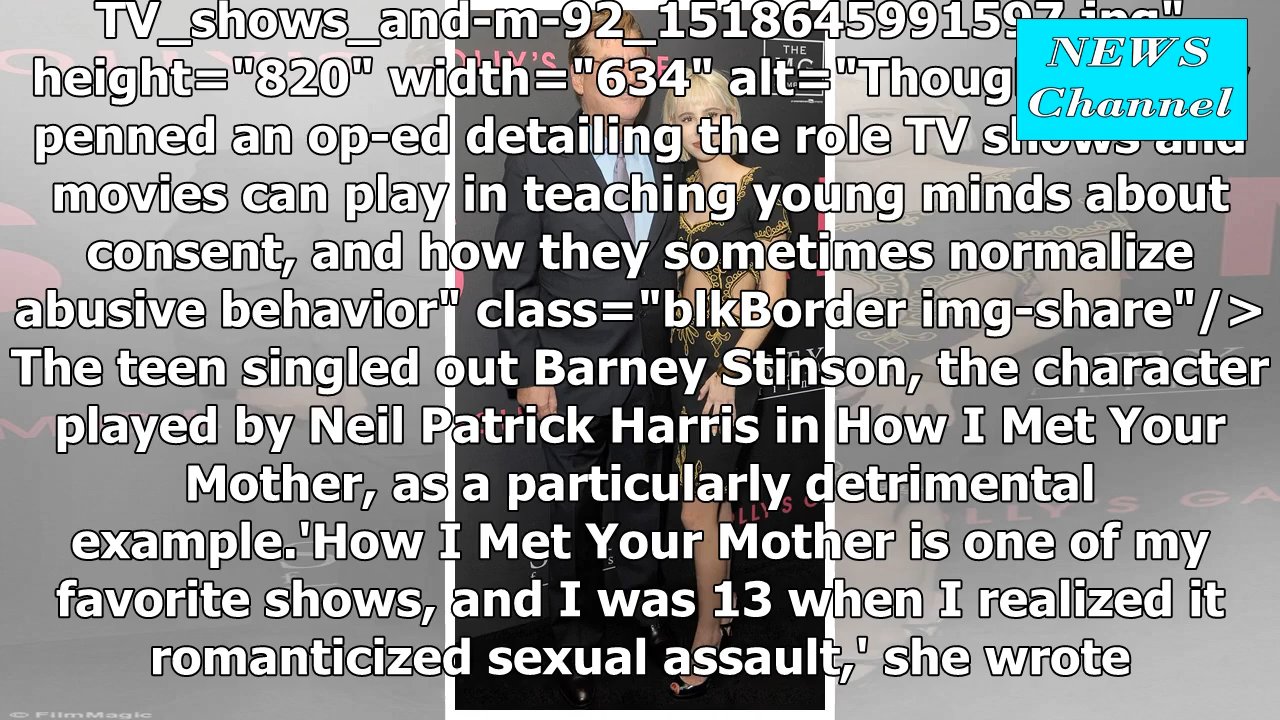 TV_shows_and-m-92_1518645991597.jpg"
NEWS
Channel
height="820" width="634" alt="Though
penned an op-ed detailing the role TV shows and
movies can play in teaching young minds about
consent, and how they sometimes normalize
abusive behavior" class="blkBorder img-share"/>
The teen singled out Barney Stinson, the character
played by Neil Patrick Harris in How I Met Your
Mother, as a particularly detrimental
example.'How I Met Your Mother is one of my
favorite shows, and I was 13 when I realized it
romanticized sexual assault,' she wrote
THE
© FilmMagic